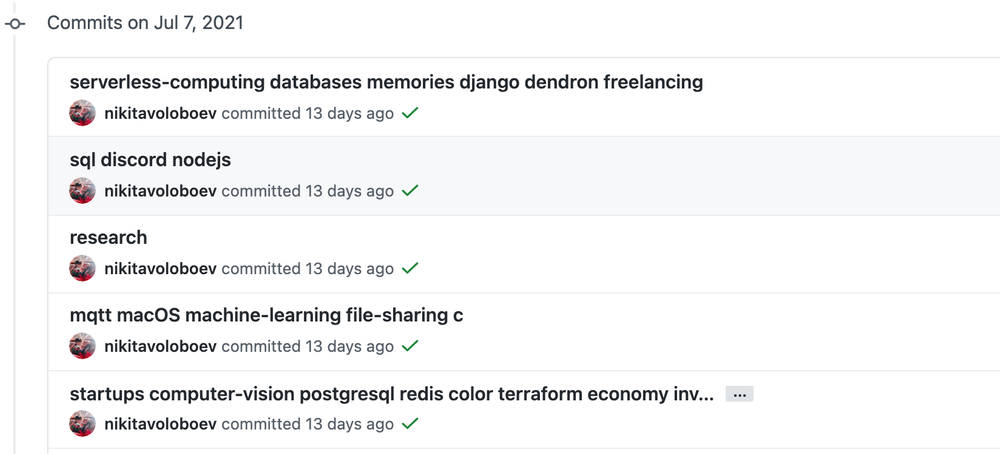 Commits on Jul 7, 2021
serverless-computing databases memories django dendron freelancing
nikitavoloboev committed 13 days ago
sql discord nodejs
nikitavoloboev committed 13 days ago
research
nikitavoloboev committed 13 days ago
mqtt macOS machine-learning file-sharing c
nikitavoloboev committed 13 days ago
startups computer-vision postgresql redis color terraform economy inv... ...
nikitavoloboev committed 13 days ago